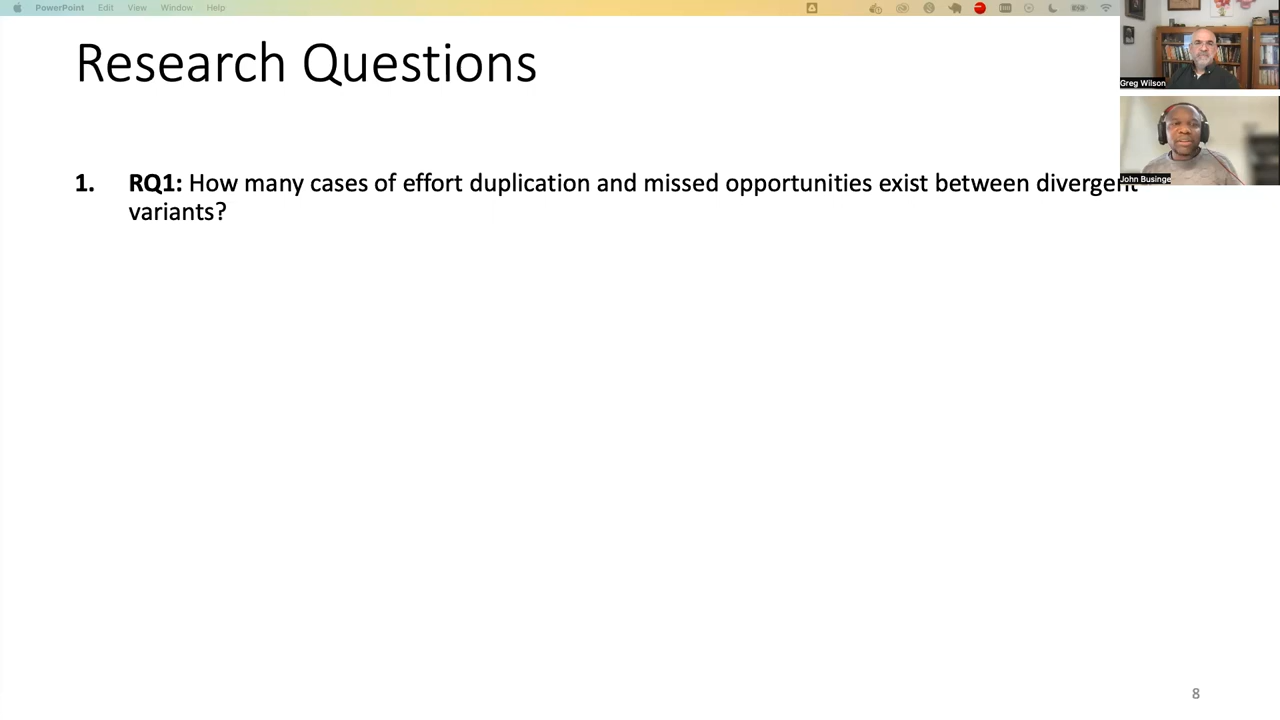 PowerPoint Edit View Window Help
Research Questions
Greg Wilson
1. RQ1: How many cases of effort duplication and missed opportunities exist between divergent
variants?
John Businge
8